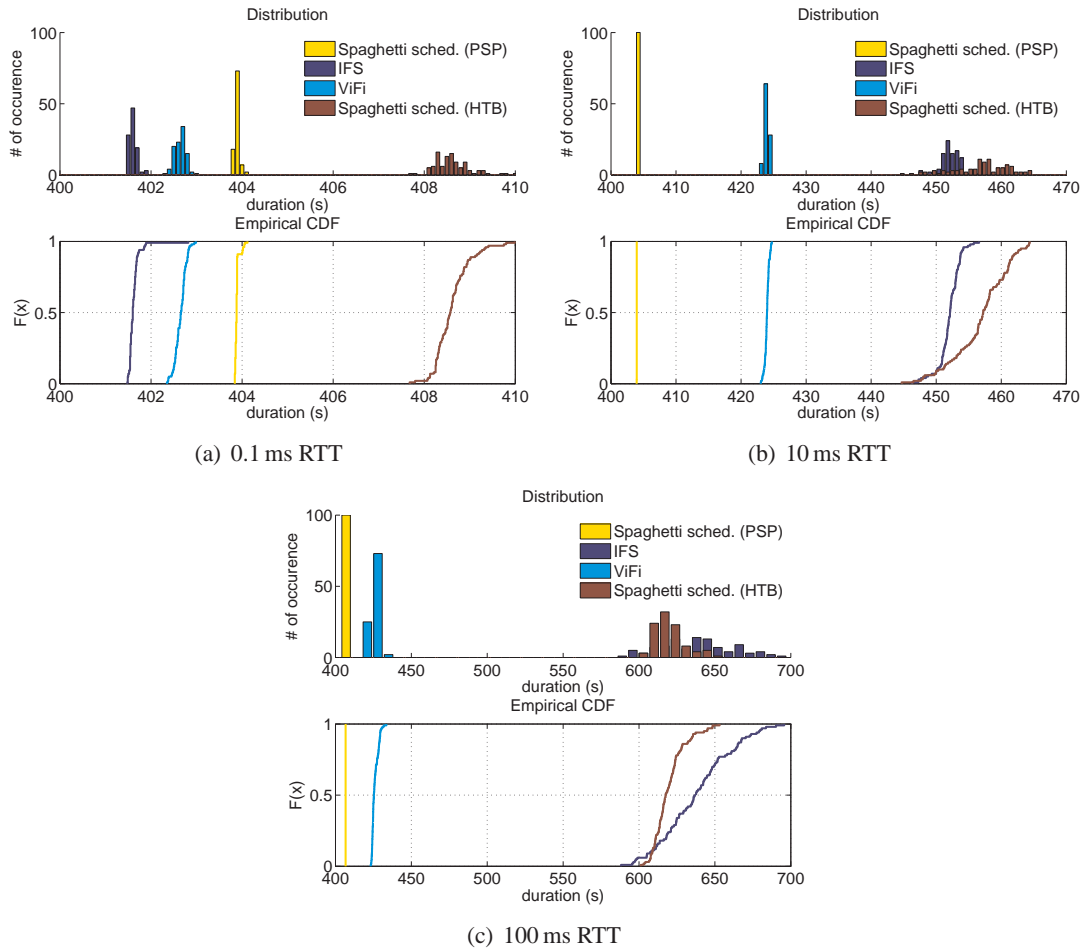 Distribution
100
50
0
# of occurence
Spaghetti sched. (PSP)
IFS
ViFi
Spaghetti sched. (HTB)
400 402 404 406 408 410
duration (s)
Empirical CDF
1
0.5
0
F(x)
400 402 404 406 408 410
duration (s)
(a) 0.1 ms RTT
Distribution
100
50
0
# of occurence
Spaghetti sched. (PSP)
IFS
ViFi
Spaghetti sched. (HTB)
400 410 420 430 440 450 460 470
duration (s)
Empirical CDF
1
0.5
0
F(x)
400 410 420 430 440 450 460 470
duration (s)
(b) 10 ms RTT
Distribution
100
50
0
# of occurence
Spaghetti sched. (PSP)
IFS
ViFi
Spaghetti sched. (HTB)
400 450 500 550 600 650 700
duration (s)
Empirical CDF
1
0.5
0
F(x)
400 450 500 550 600 650 700
duration (s)
(c) 100 ms RTT